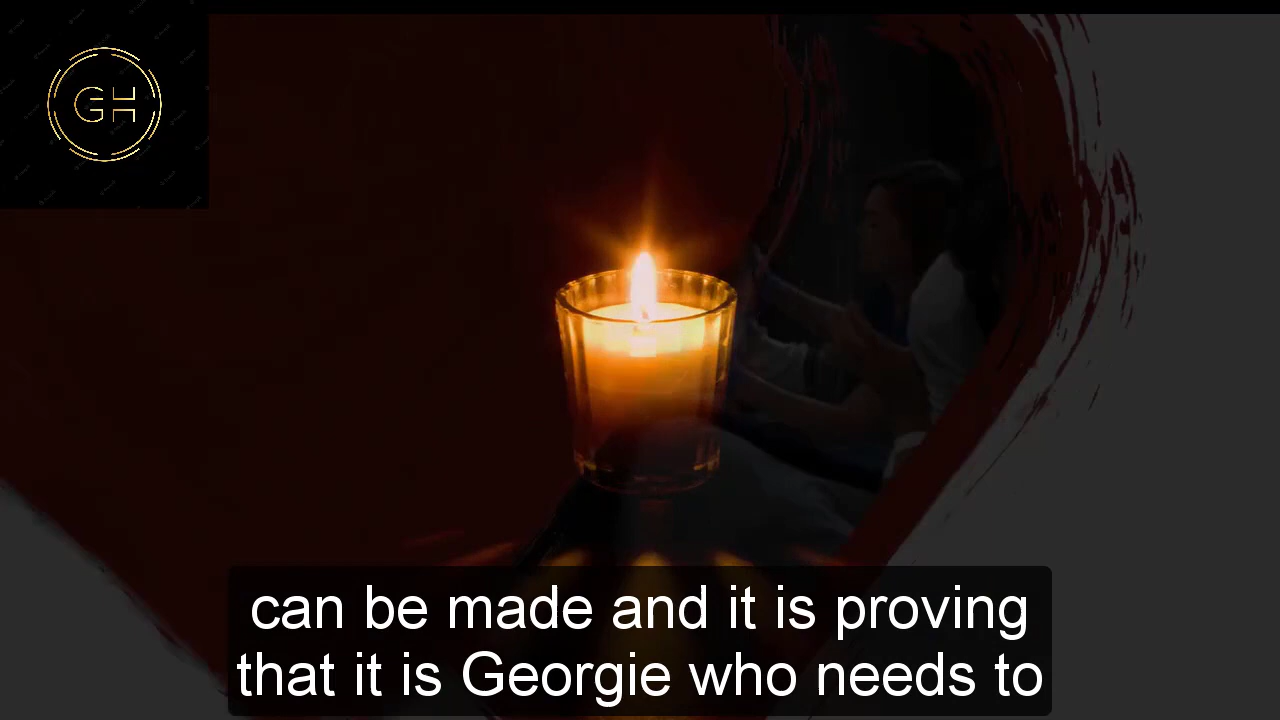 GH
can be made and it is proving
that it is Georgie who needs to